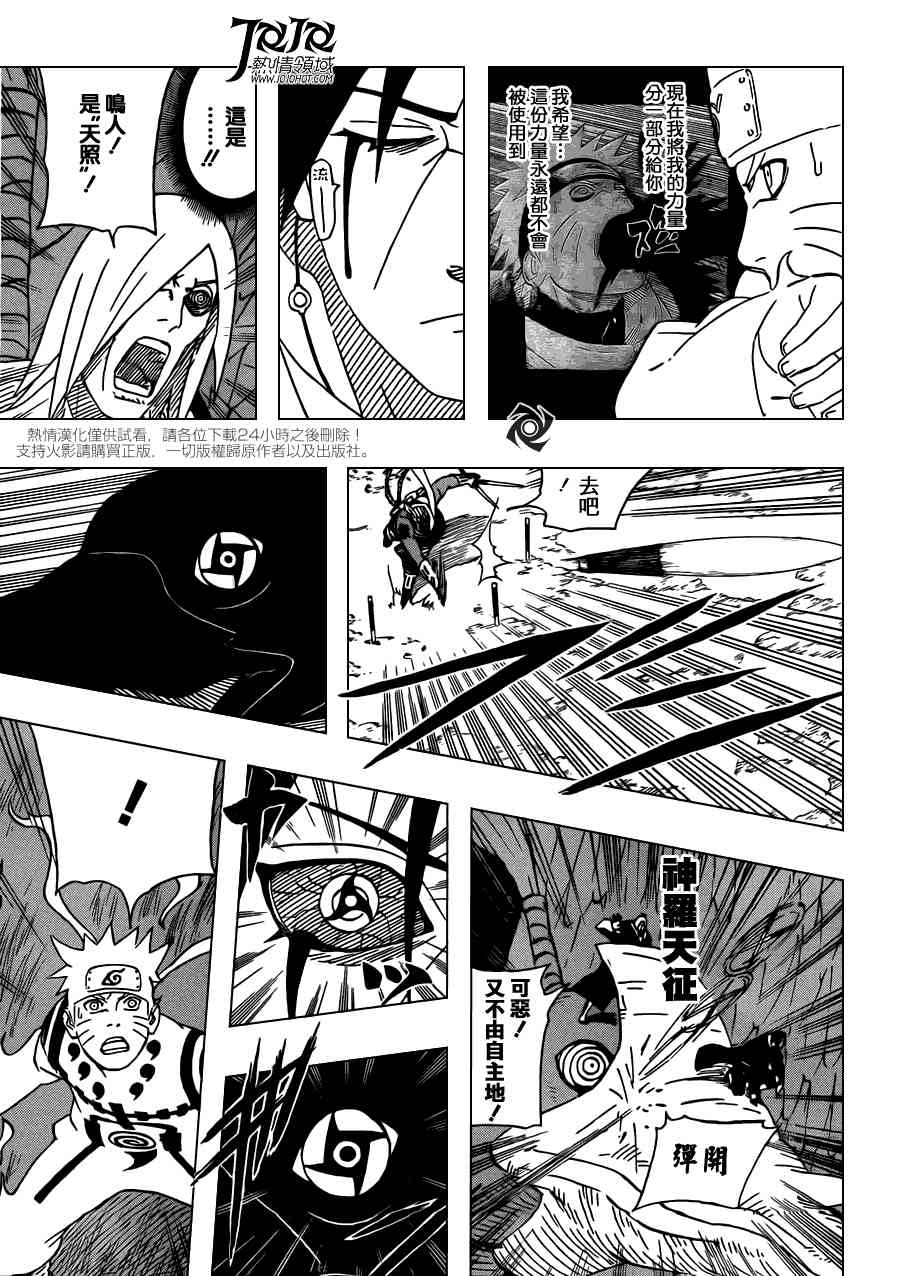 JOJO
熱情領域
WWW.JOJOHOT.COM
現在我將我的力量
分一部分給你
我希望…
這份力量永遠都不會
被使用到
流
這是
……!!
鳴人！
是"天照"！
熱情漢化僅供試看，請各位下載24小時之後刪除！
支持火影請購買正版，一切版權歸原作者以及出版社。
去吧
神羅天征
可惡！
又不由自主地！
彈開
！